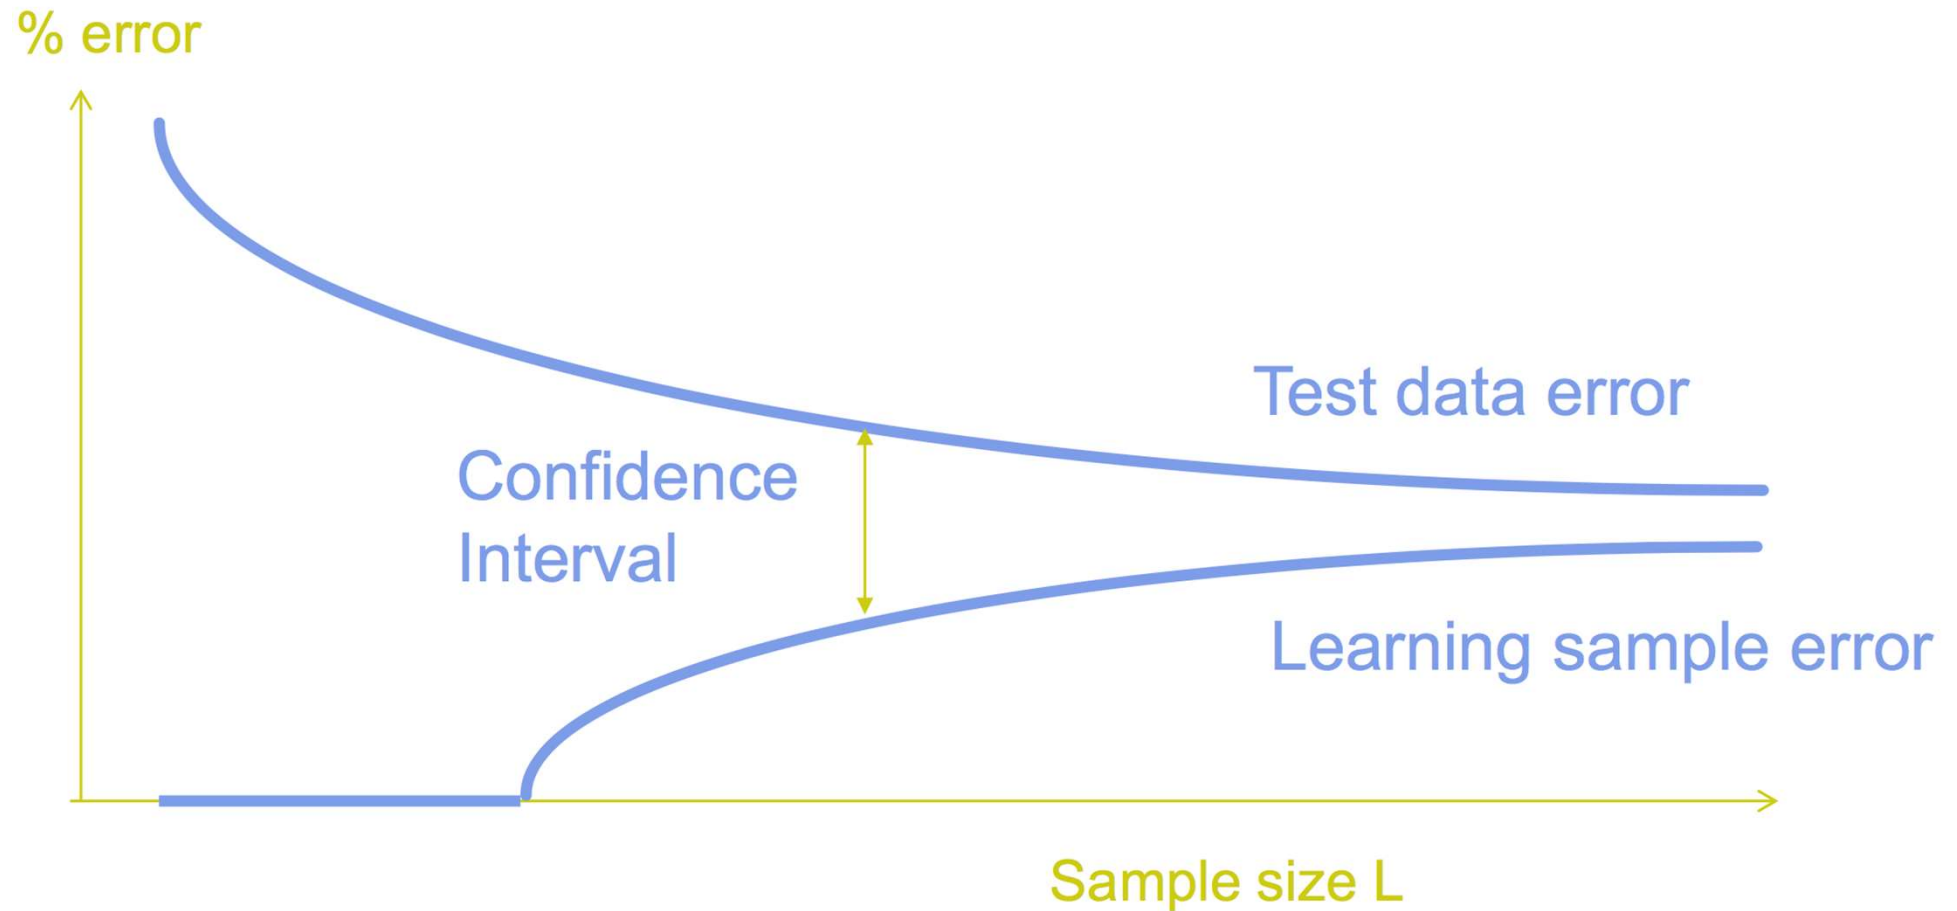 % error
Test data error
Confidence
Interval
Learning sample error
Sample size L